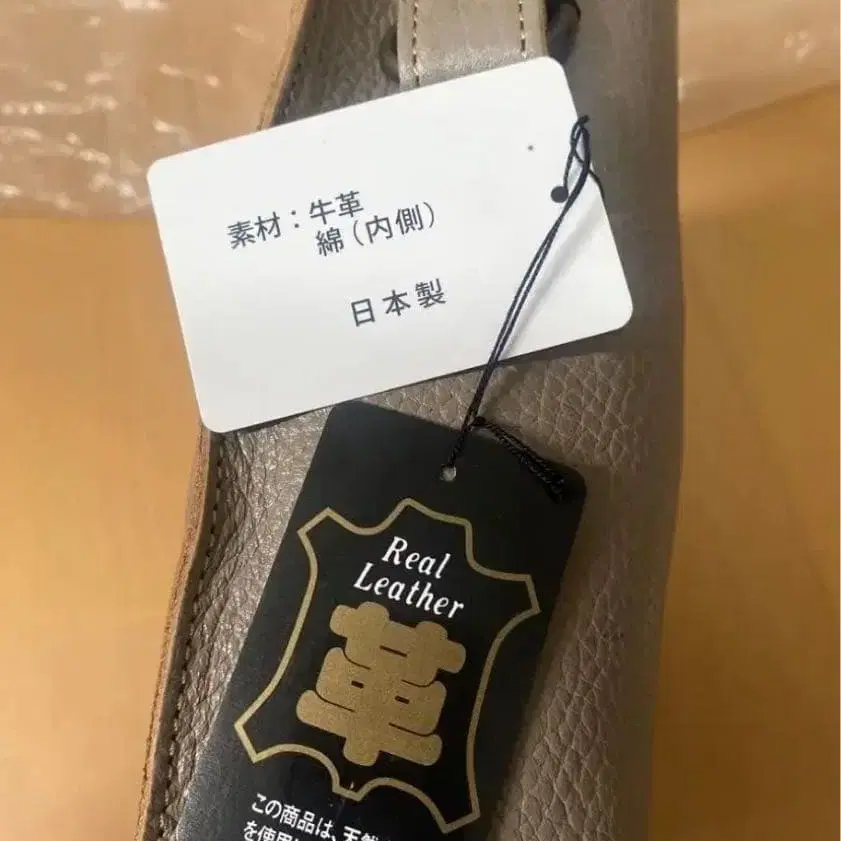 素材：牛革
綿（内側）
日本製
Real
Leather
革
この商品は、天然
を使用